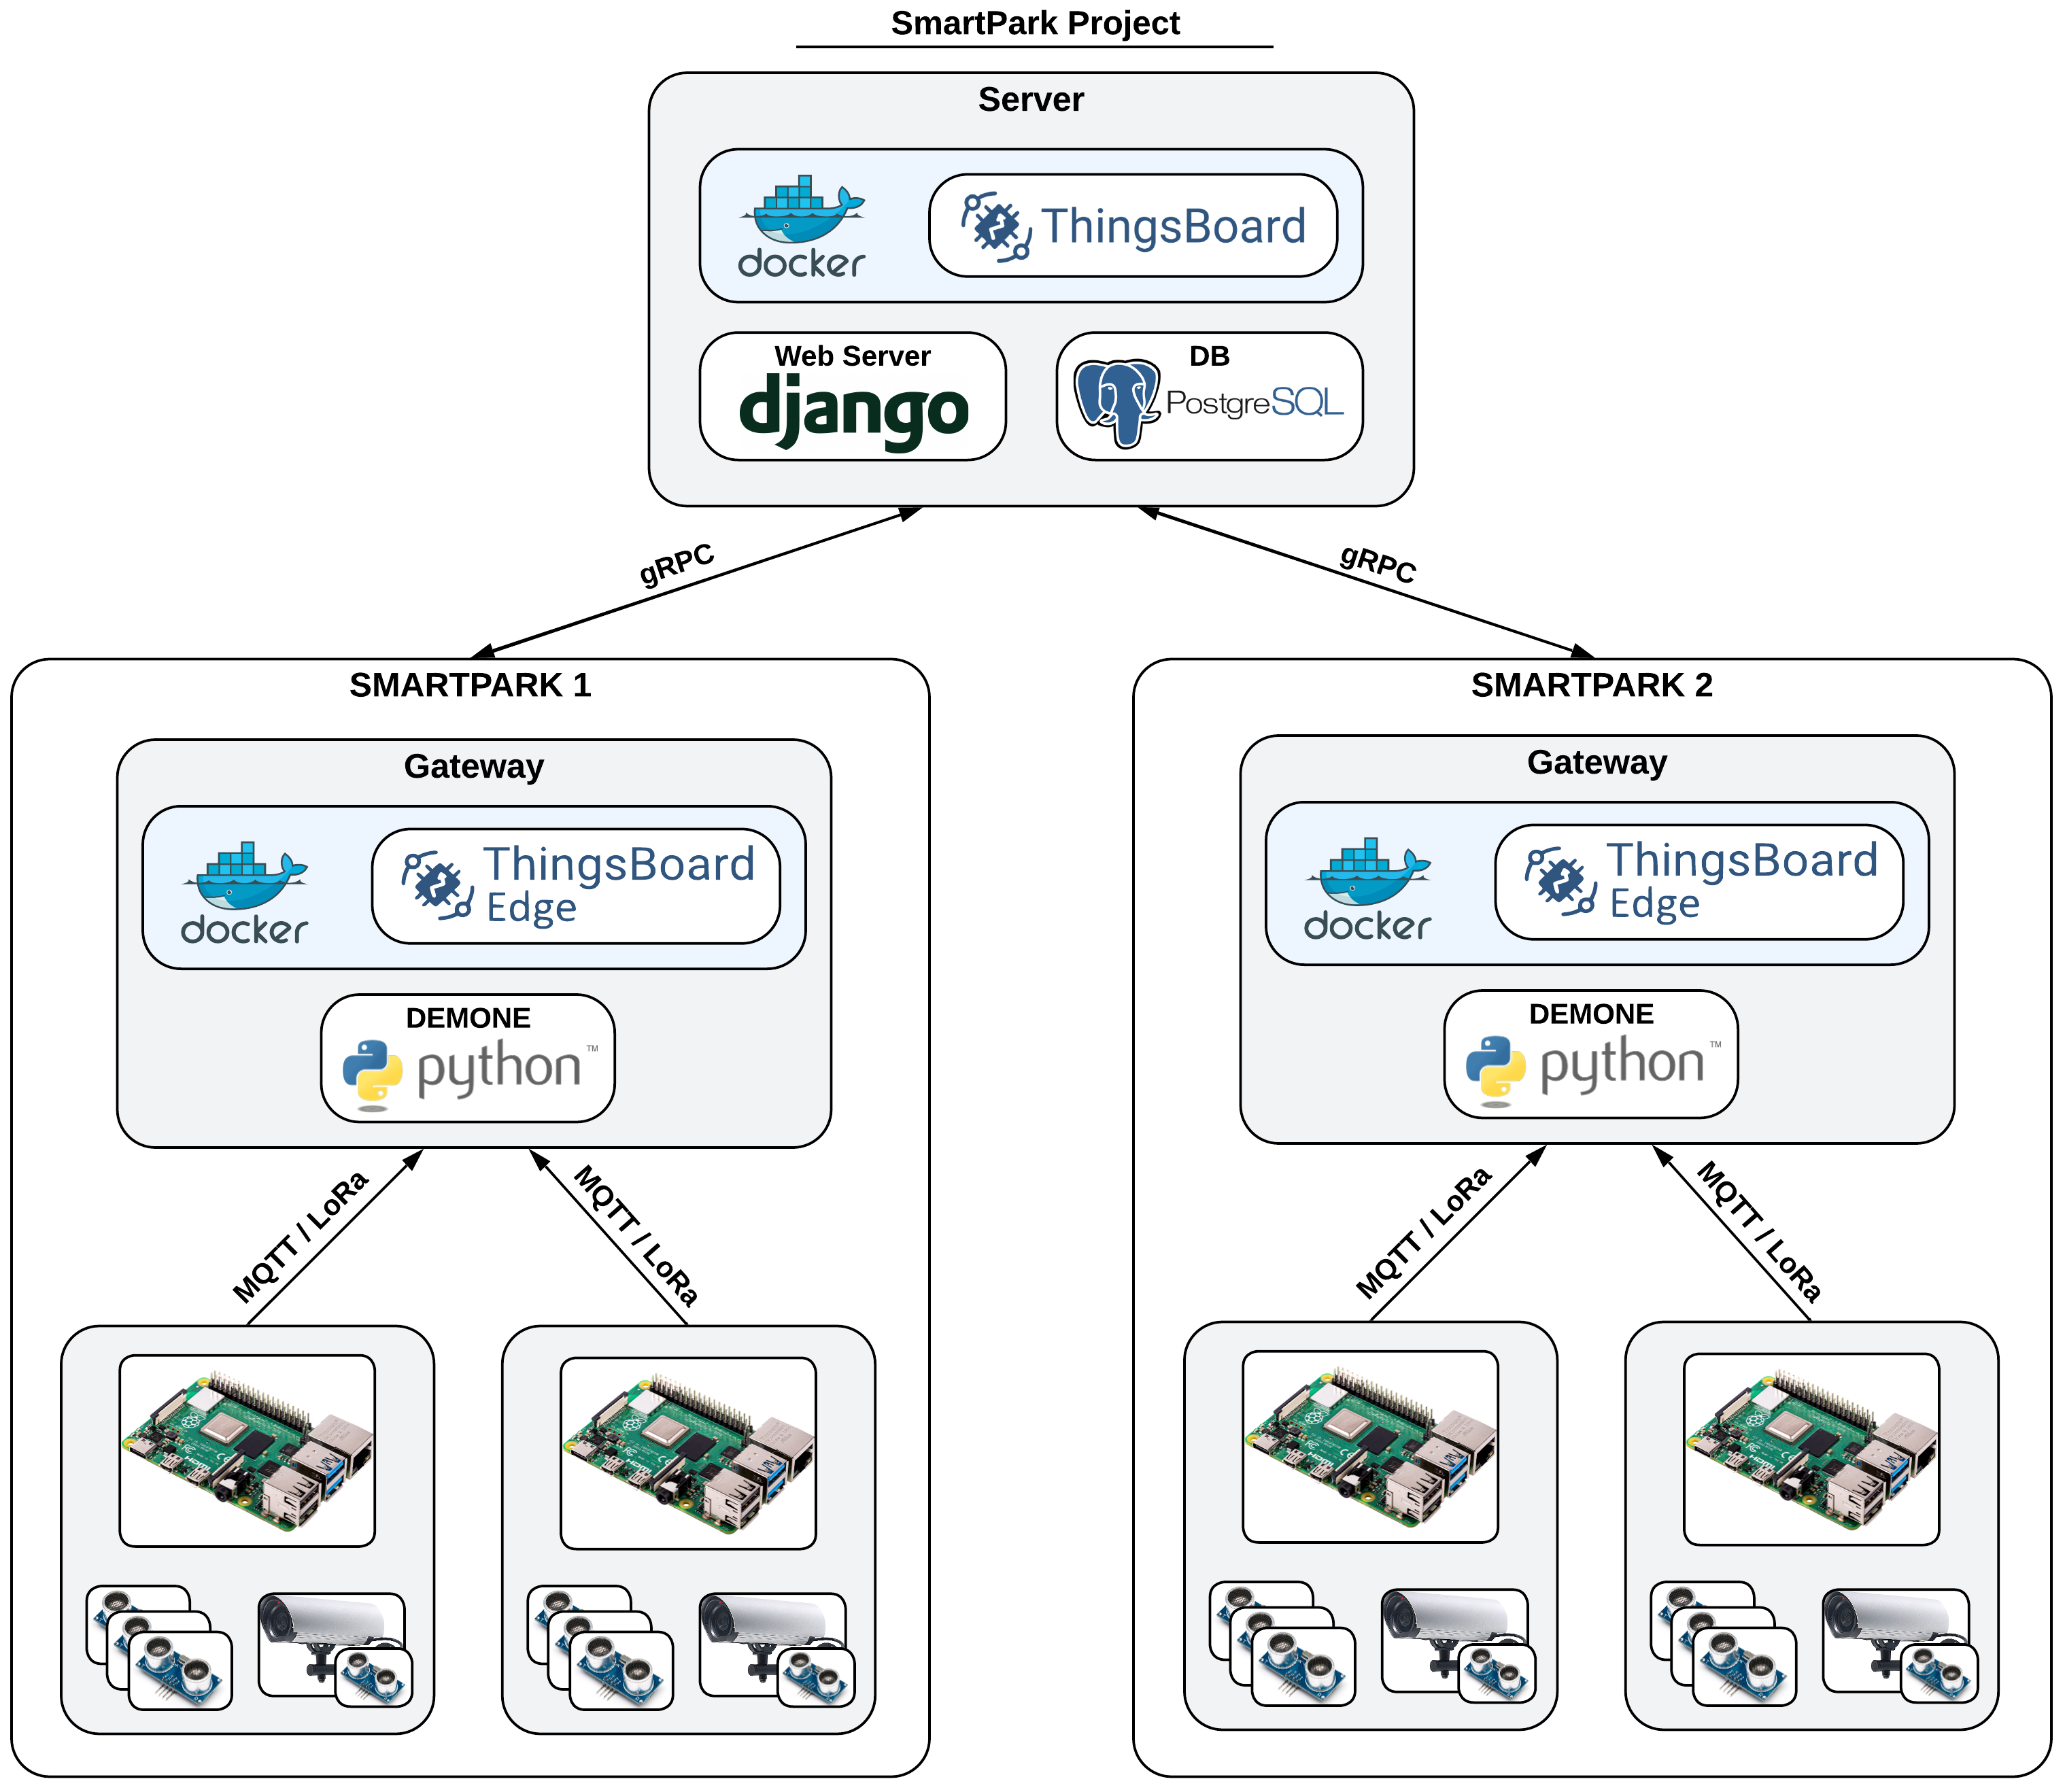 SmartPark Project
Server
docker
ThingsBoard
Web Server
django
DB
PostgreSQL
gRPC
gRPC
SMARTPARK 1
Gateway
docker
ThingsBoard
Edge
DEMONE
python™
MQTT / LoRa
MQTT / LoRa
SMARTPARK 2
Gateway
docker
ThingsBoard
Edge
DEMONE
python™
MQTT / LoRa
MQTT / LoRa